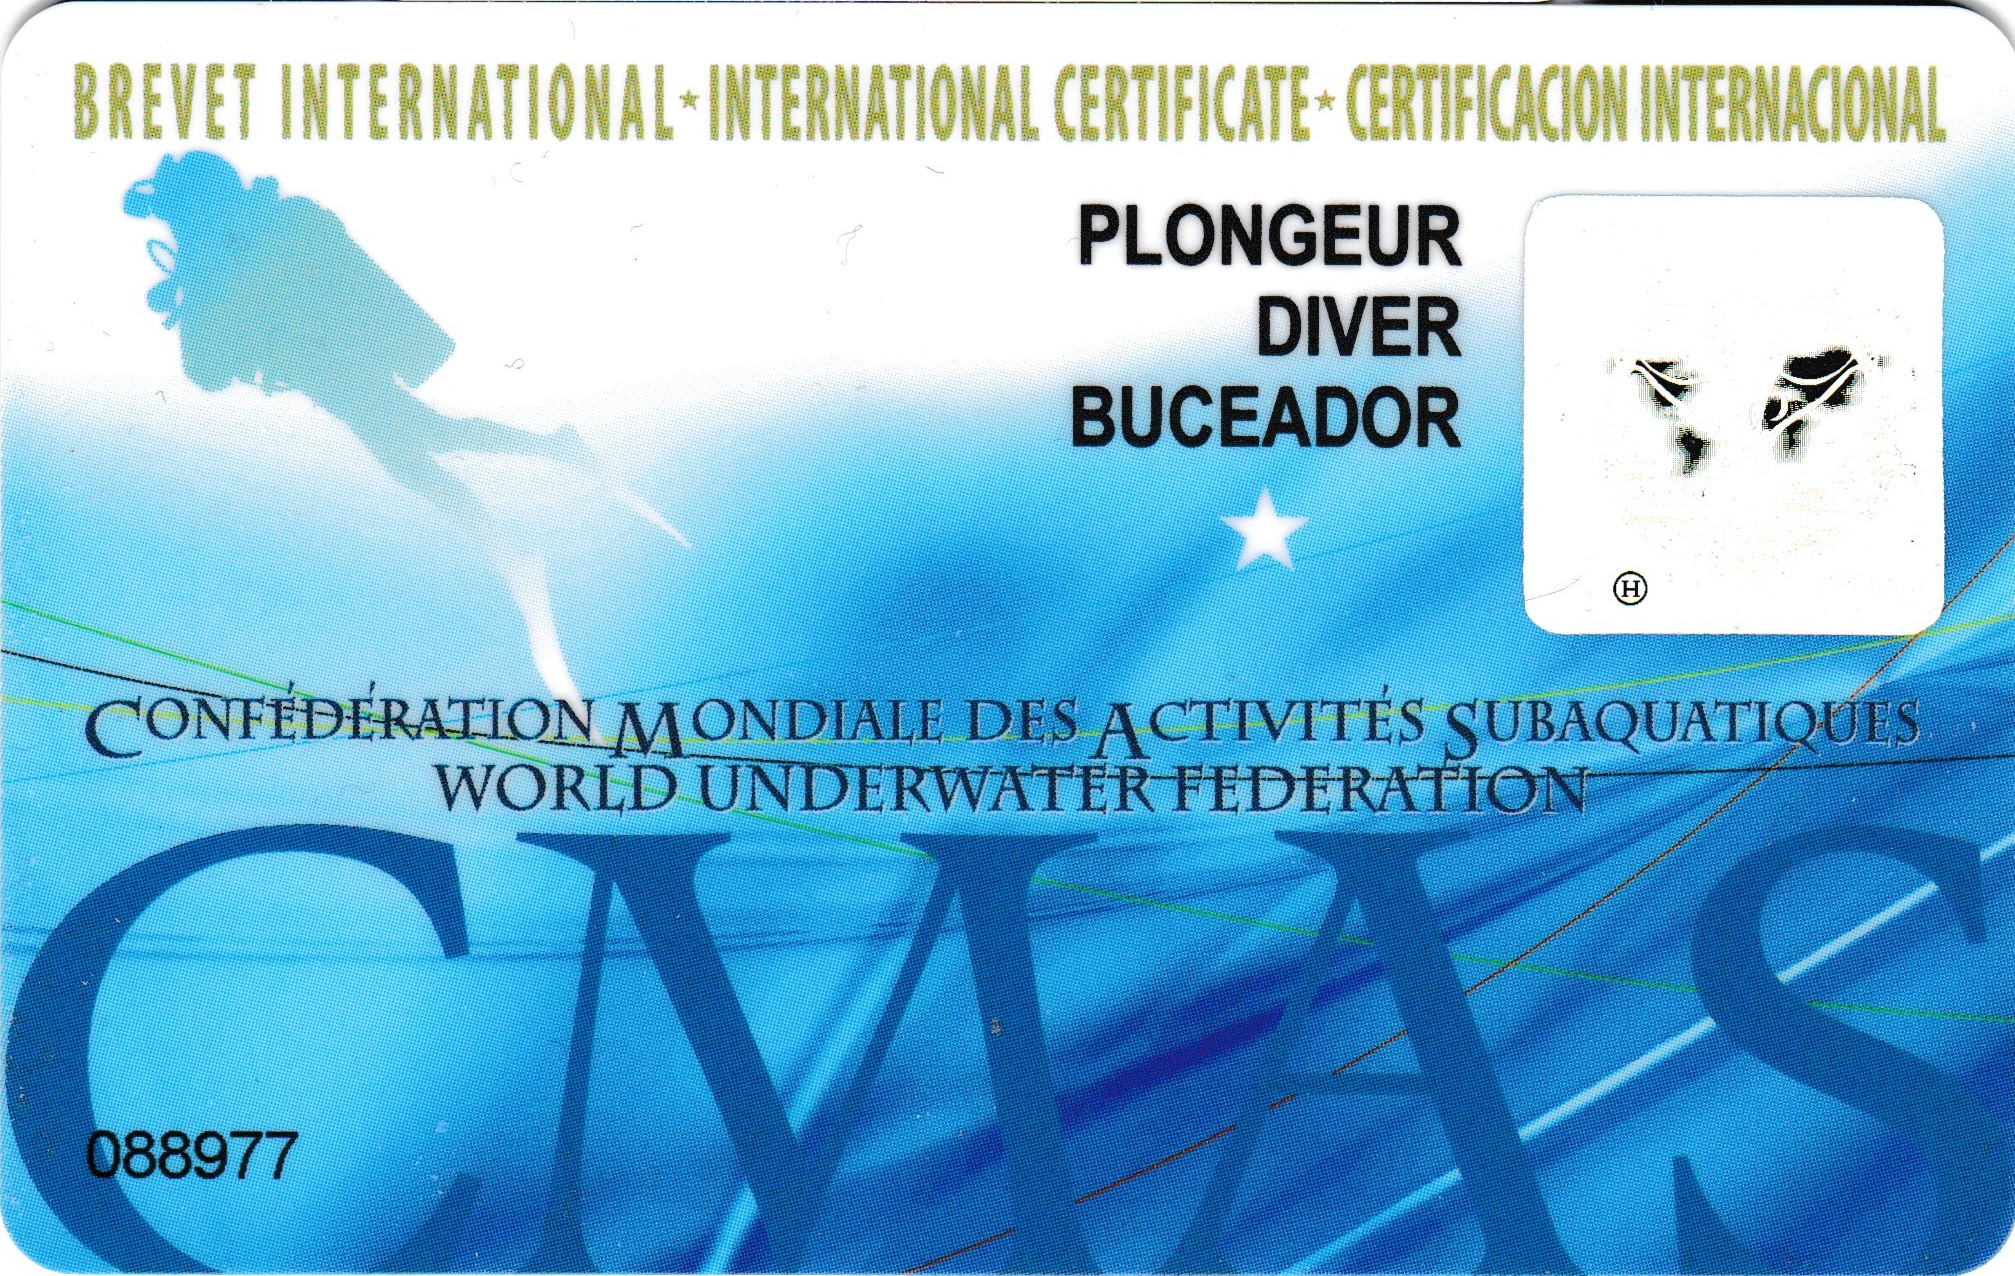 BREVET INTERNATIONAL ★ INTERNATIONAL CERTIFICATE ★ CERTIFICACION INTERNACIONAL
PLONGEUR
DIVER
BUCEADOR
H
CONFÉDÉRATION MONDIALE DES ACTIVITÉS SUBAQUATIQUES
WORLD UNDERWATER FEDERATION
CMAS
088977